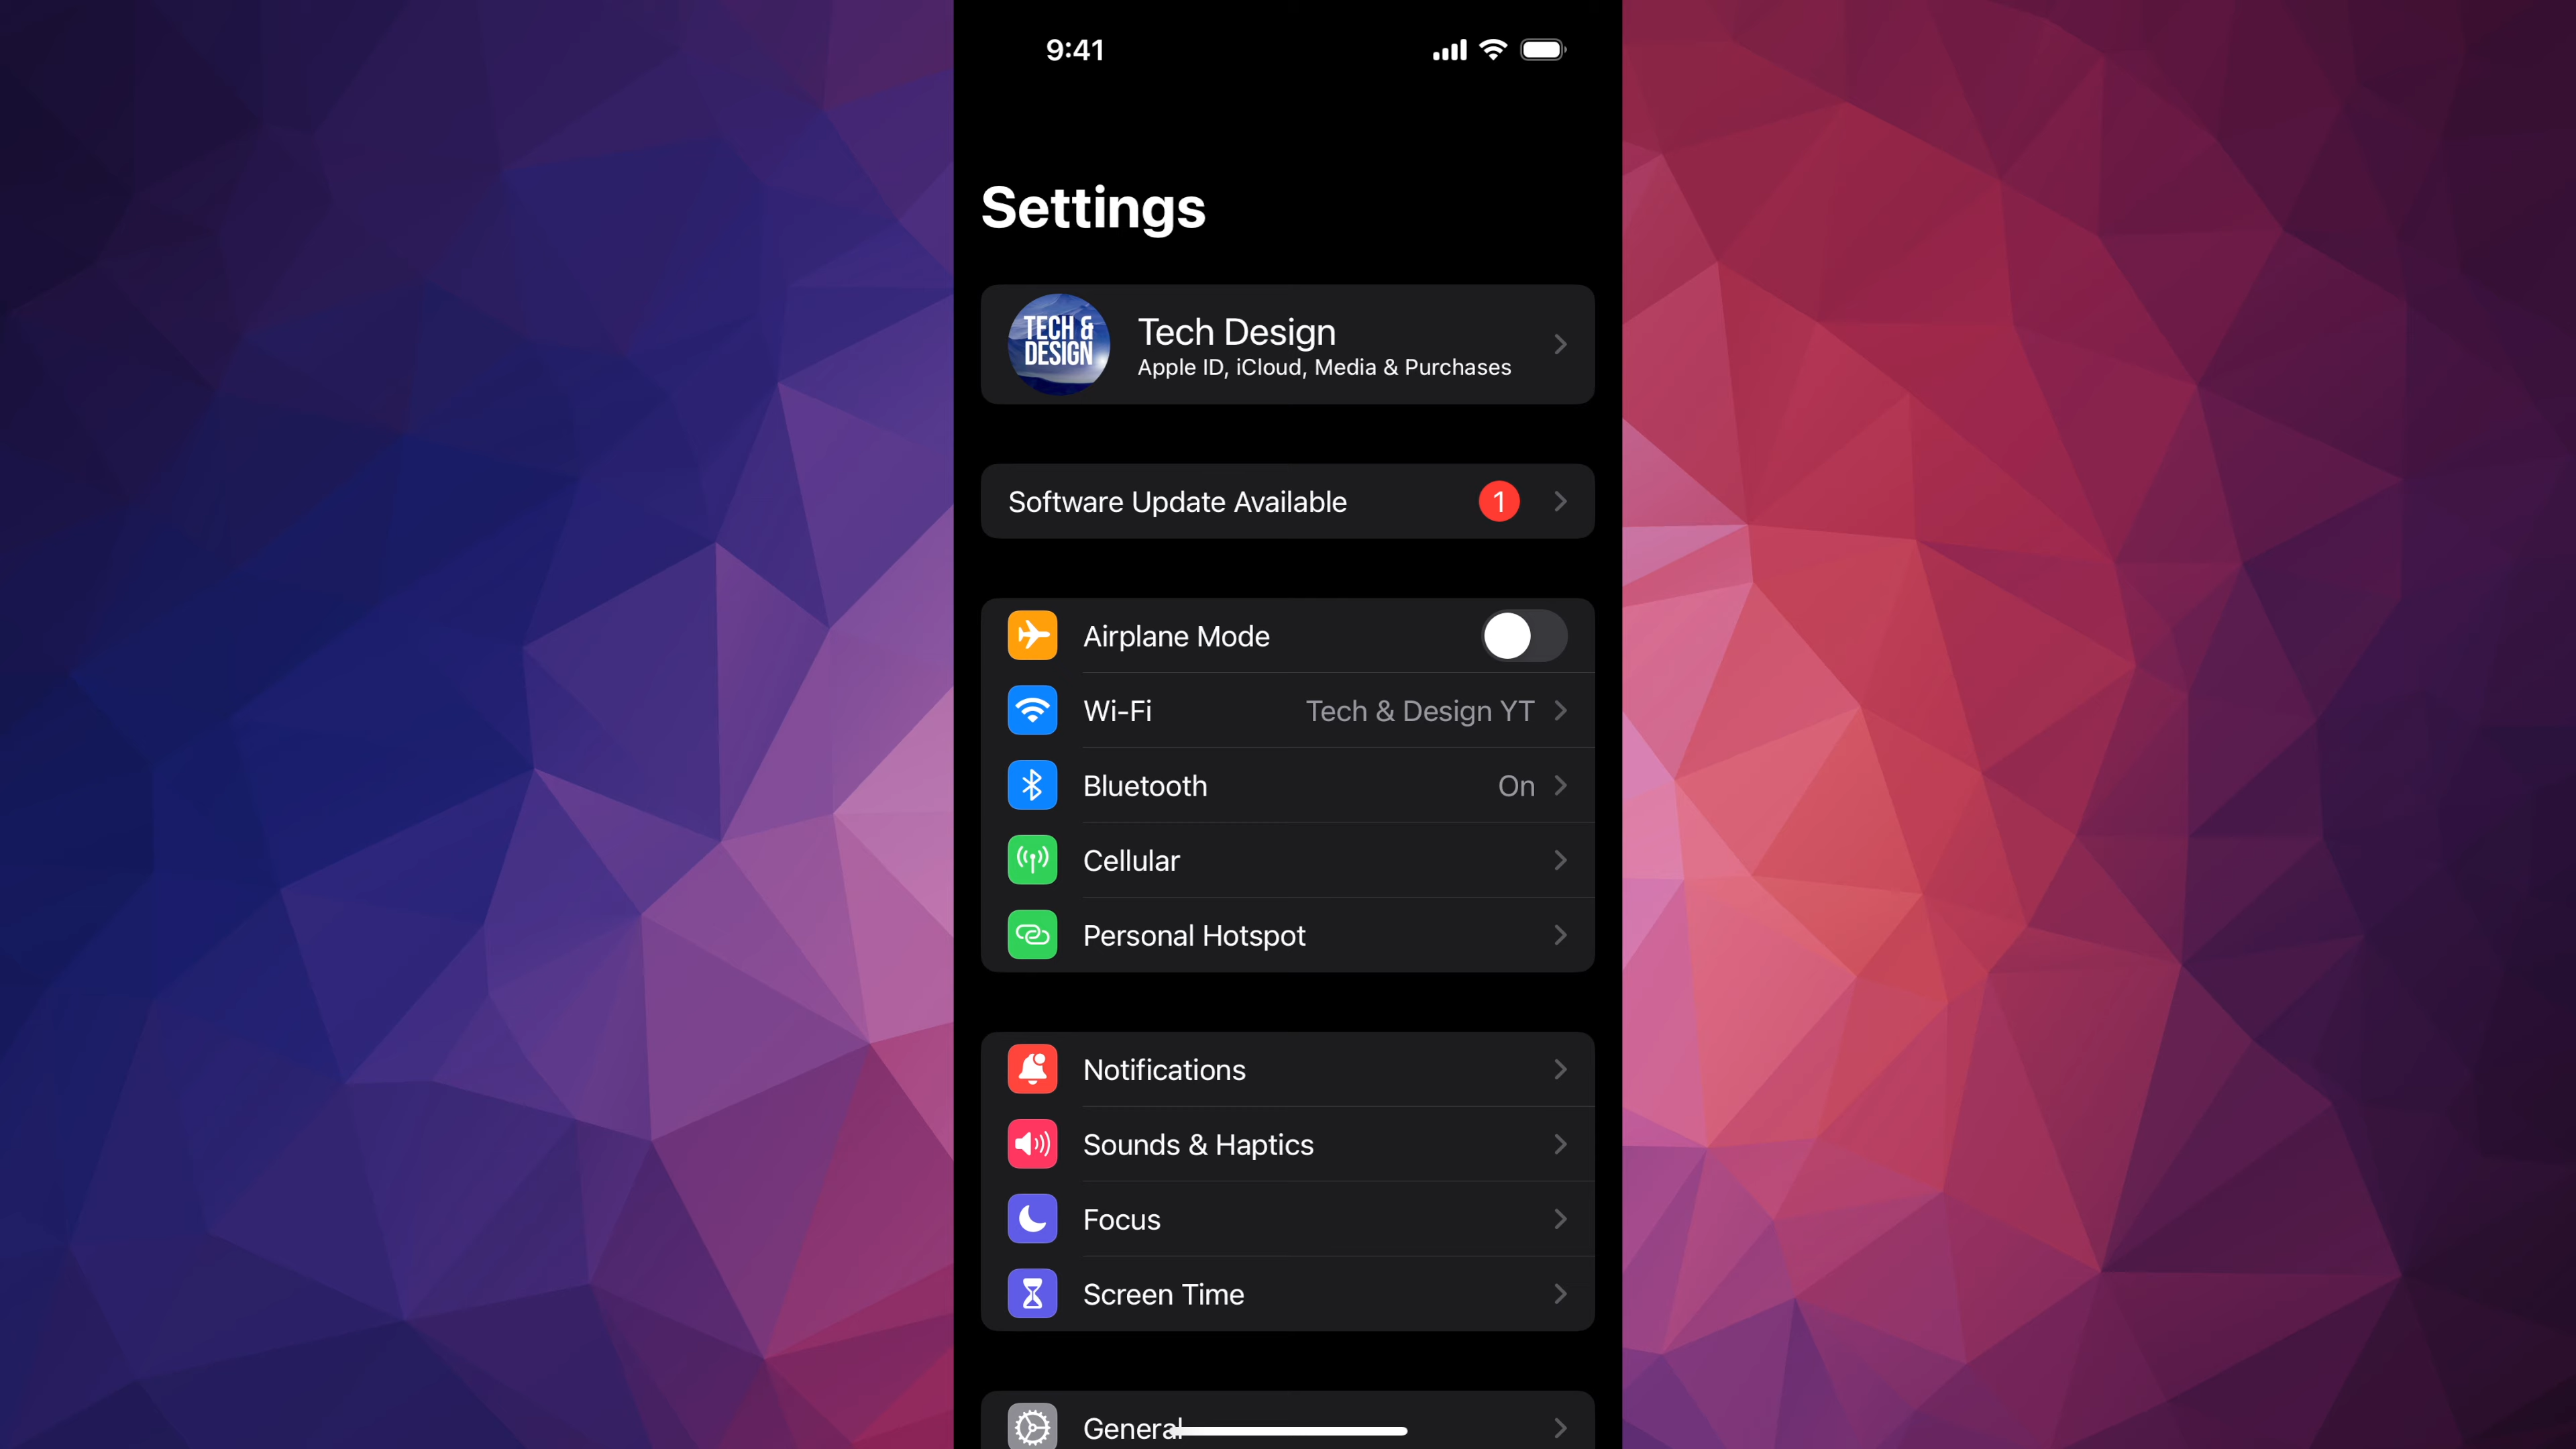 9:41
Settings
TECH &
DESIGN
Tech Design
Apple ID, iCloud, Media & Purchases
Software Update Available 1
Airplane Mode
Wi-Fi Tech & Design YT
Bluetooth On
Cellular
Personal Hotspot
Notifications
Sounds & Haptics
Focus
Screen Time
General